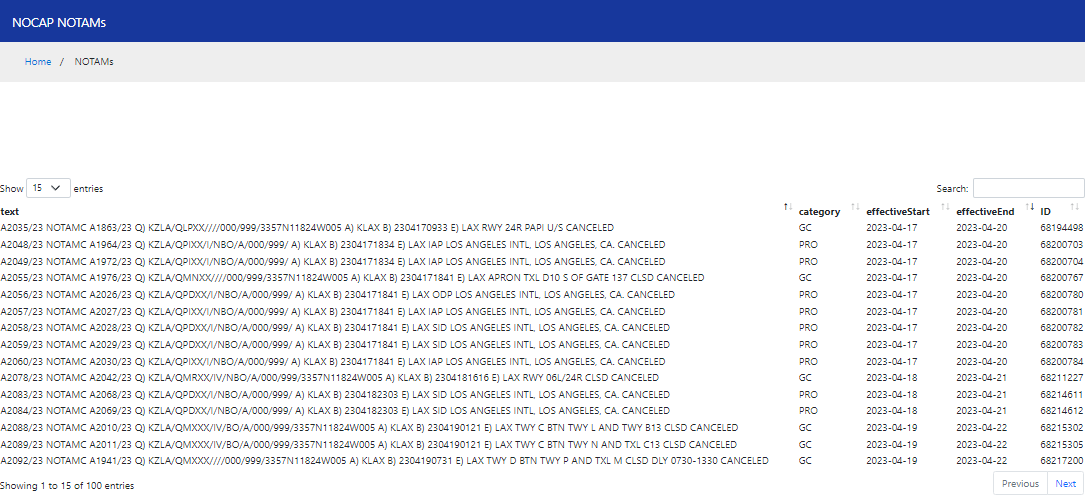 NOCAP NOTAMs
Home / NOTAMs
Show 15 entries Search:
text category effectiveStart effectiveEnd ID
A2035/23 NOTAMC A1863/23 Q) KZLA/QLPXX////000/999/3357N11824W005 A) KLAX B) 2304170933 E) LAX RWY 24R PAPI U/S CANCELED GC 2023-04-17 2023-04-20 68194498
A2048/23 NOTAMC A1964/23 Q) KZLA/QPIXX/I/NBO/A/000/999/ A) KLAX B) 2304171834 E) LAX IAP LOS ANGELES INTL, LOS ANGELES, CA. CANCELED PRO 2023-04-17 2023-04-20 68200703
A2049/23 NOTAMC A1972/23 Q) KZLA/QPIXX/I/NBO/A/000/999/ A) KLAX B) 2304171834 E) LAX IAP LOS ANGELES INTL, LOS ANGELES, CA. CANCELED PRO 2023-04-17 2023-04-20 68200704
A2055/23 NOTAMC A1976/23 Q) KZLA/QMNXX////000/999/3357N11824W005 A) KLAX B) 2304171841 E) LAX APRON TXL D10 S OF GATE 137 CLSD CANCELED GC 2023-04-17 2023-04-20 68200767
A2056/23 NOTAMC A2026/23 Q) KZLA/QPDXX/I/NBO/A/000/999/ A) KLAX B) 2304171841 E) LAX ODP LOS ANGELES INTL, LOS ANGELES, CA. CANCELED PRO 2023-04-17 2023-04-20 68200780
A2057/23 NOTAMC A2027/23 Q) KZLA/QPIXX/I/NBO/A/000/999/ A) KLAX B) 2304171841 E) LAX IAP LOS ANGELES INTL, LOS ANGELES, CA. CANCELED PRO 2023-04-17 2023-04-20 68200781
A2058/23 NOTAMC A2028/23 Q) KZLA/QPDXX/I/NBO/A/000/999/ A) KLAX B) 2304171841 E) LAX SID LOS ANGELES INTL, LOS ANGELES, CA. CANCELED PRO 2023-04-17 2023-04-20 68200782
A2059/23 NOTAMC A2029/23 Q) KZLA/QPDXX/I/NBO/A/000/999/ A) KLAX B) 2304171841 E) LAX SID LOS ANGELES INTL, LOS ANGELES, CA. CANCELED PRO 2023-04-17 2023-04-20 68200783
A2060/23 NOTAMC A2030/23 Q) KZLA/QPIXX/I/NBO/A/000/999/ A) KLAX B) 2304171841 E) LAX IAP LOS ANGELES INTL, LOS ANGELES, CA. CANCELED PRO 2023-04-17 2023-04-20 68200784
A2078/23 NOTAMC A2042/23 Q) KZLA/QMRXX/IV/NBO/A/000/999/3357N11824W005 A) KLAX B) 2304181616 E) LAX RWY 06L/24R CLSD CANCELED GC 2023-04-18 2023-04-21 68211227
A2083/23 NOTAMC A2068/23 Q) KZLA/QPDXX/I/NBO/A/000/999/ A) KLAX B) 2304182303 E) LAX SID LOS ANGELES INTL, LOS ANGELES, CA. CANCELED PRO 2023-04-18 2023-04-21 68214611
A2084/23 NOTAMC A2069/23 Q) KZLA/QPDXX/I/NBO/A/000/999/ A) KLAX B) 2304182303 E) LAX SID LOS ANGELES INTL, LOS ANGELES, CA. CANCELED PRO 2023-04-18 2023-04-21 68214612
A2088/23 NOTAMC A2010/23 Q) KZLA/QMXXX/IV/BO/A/000/999/3357N11824W005 A) KLAX B) 2304190121 E) LAX TWY C BTN TWY L AND TWY B13 CLSD CANCELED GC 2023-04-19 2023-04-22 68215302
A2089/23 NOTAMC A2011/23 Q) KZLA/QMXXX/IV/BO/A/000/999/3357N11824W005 A) KLAX B) 2304190121 E) LAX TWY C BTN TWY N AND TXL C13 CLSD CANCELED GC 2023-04-19 2023-04-22 68215305
A2092/23 NOTAMC A1941/23 Q) KZLA/QMXXX////000/999/3357N11824W005 A) KLAX B) 2304190731 E) LAX TWY D BTN TWY P AND TXL M CLSD DLY 0730-1330 CANCELED GC 2023-04-19 2023-04-22 68217200
Showing 1 to 15 of 100 entries Previous Next